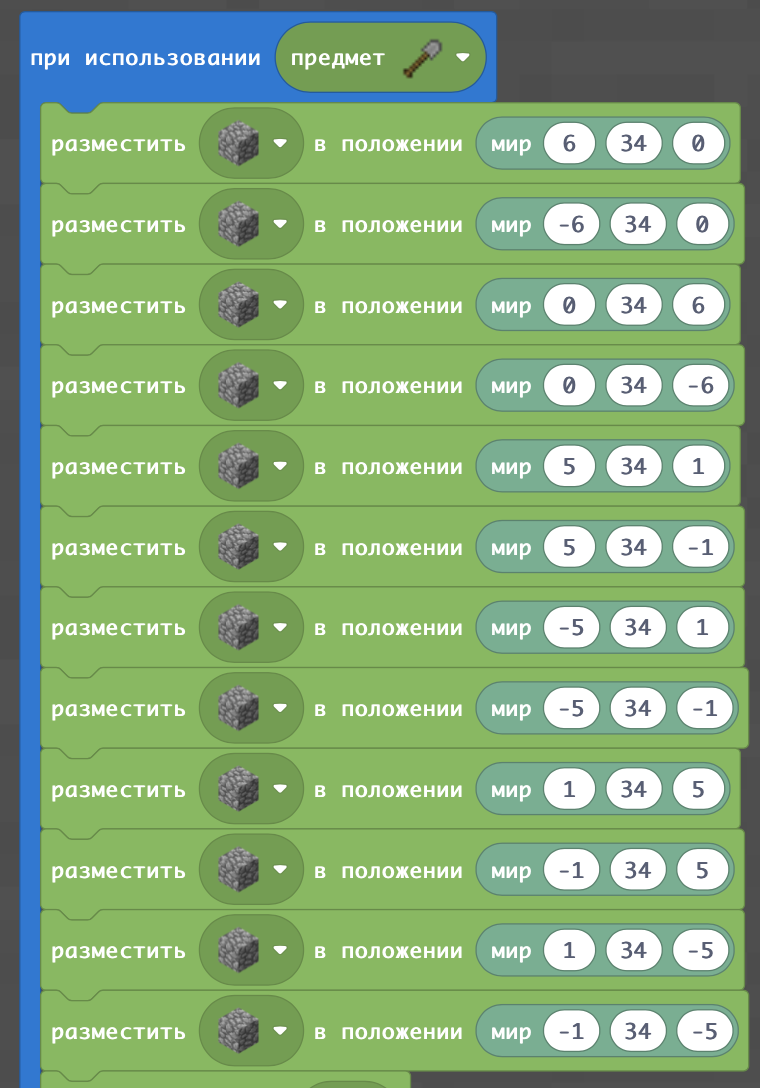 при использовании предмет
разместить в положении мир 6 34 0
разместить в положении мир -6 34 0
разместить в положении мир 0 34 6
разместить в положении мир 0 34 -6
разместить в положении мир 5 34 1
разместить в положении мир 5 34 -1
разместить в положении мир -5 34 1
разместить в положении мир -5 34 -1
разместить в положении мир 1 34 5
разместить в положении мир -1 34 5
разместить в положении мир 1 34 -5
разместить в положении мир -1 34 -5